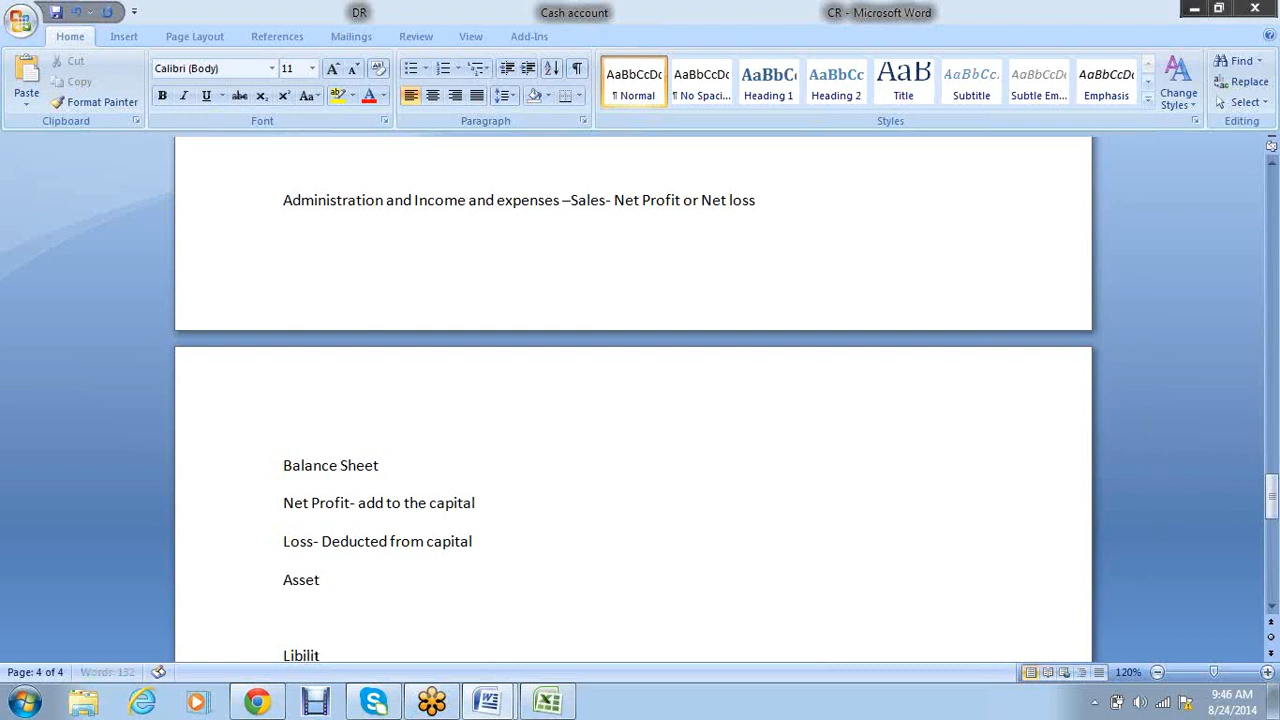 DR Cash account CR - Microsoft Word
Home Insert Page Layout References Mailings Review View Add-Ins
Paste
Cut
Copy
Format Painter
Clipboard
Calibri (Body) 11
Font
Paragraph
AaBbCcDc AaBbCcDc AaBbC AaBbCc AaB AaBbCc. AaBbCcDc AaBbCcDc
¶ Normal ¶ No Spaci... Heading 1 Heading 2 Title Subtitle Subtle Em... Emphasis
Change Styles
Styles
Find
Replace
Select
Editing
Administration and Income and expenses –Sales- Net Profit or Net loss
Balance Sheet
Net Profit- add to the capital
Loss- Deducted from capital
Asset
Libilit
Page: 4 of 4 Words: 132 120%
9:46 AM
8/24/2014